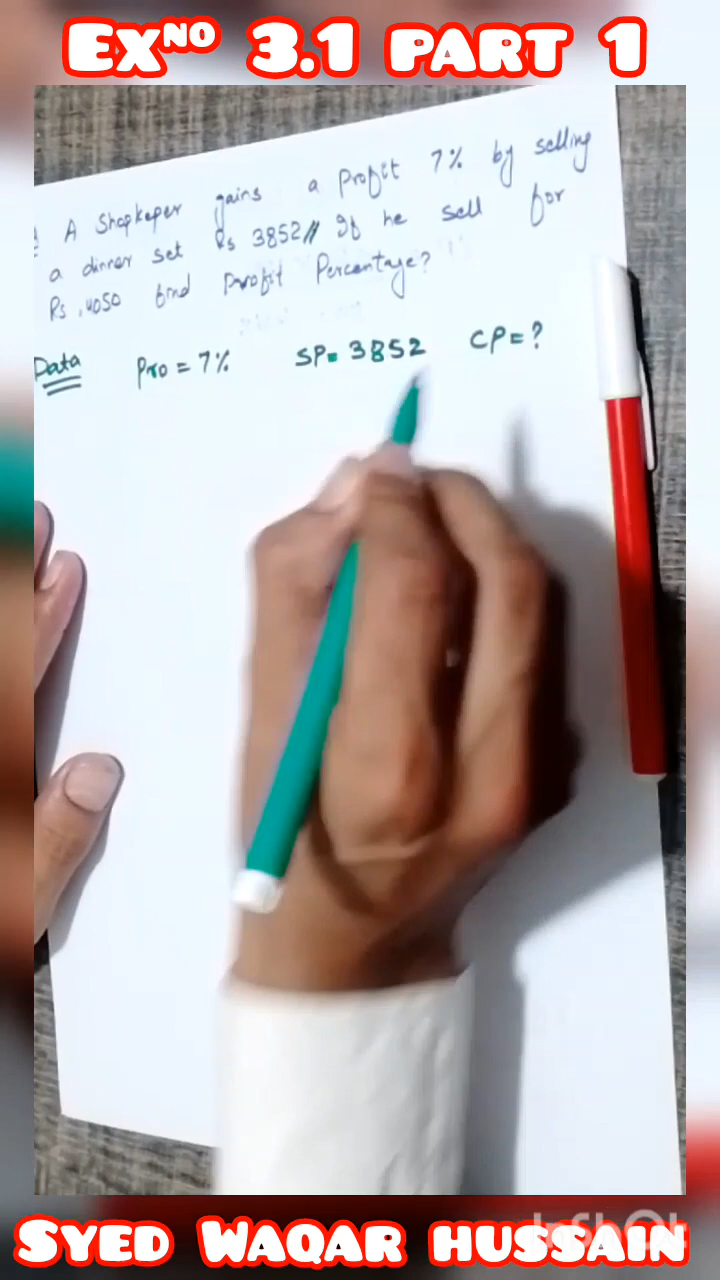 Exᴺᴼ 3.1 PART 1
A Shopkeper gains a Profit 7% by selling
a dinner set Rs 3852// If he sell for
Rs .4050 find Profit Percentage?
Data Pro = 7% SP= 3852 CP= ?
SYED WAQAR HUSSAIN